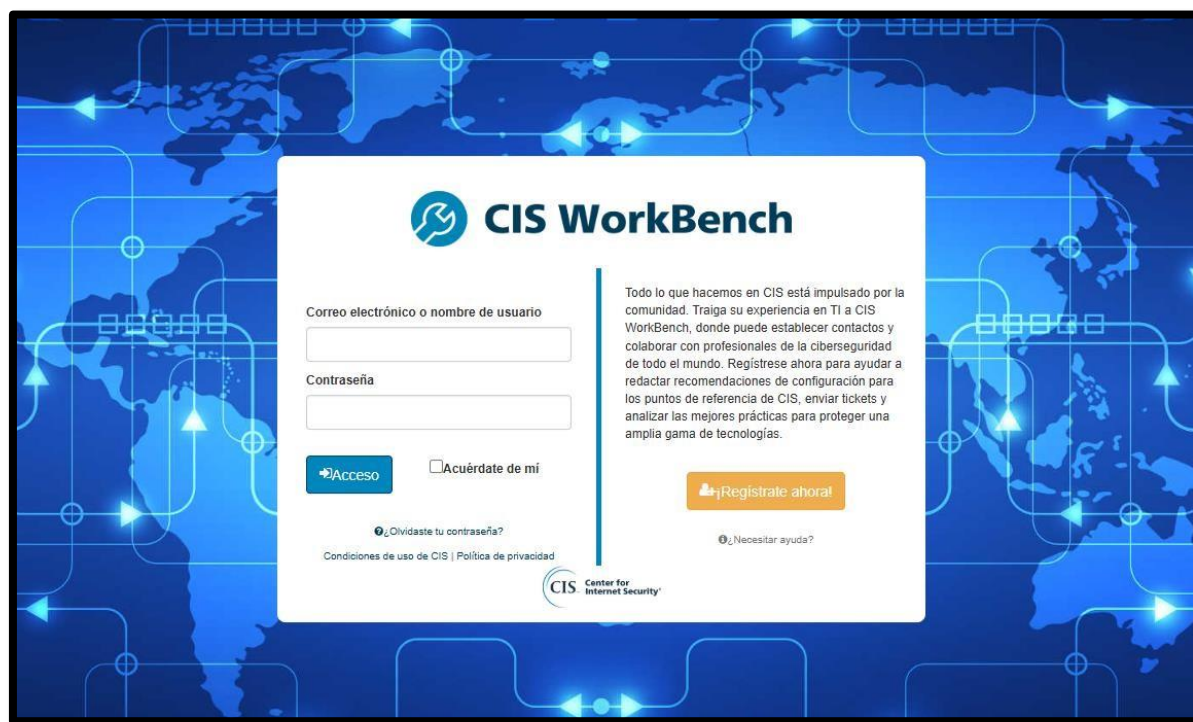 CIS WorkBench
Correo electrónico o nombre de usuario
Contraseña
Acceso
Acuérdate de mí
¿Olvidaste tu contraseña?
Condiciones de uso de CIS | Política de privacidad
Todo lo que hacemos en CIS está impulsado por la
comunidad. Traiga su experiencia en TI a CIS
WorkBench, donde puede establecer contactos y
colaborar con profesionales de la ciberseguridad
de todo el mundo. Regístrese ahora para ayudar a
redactar recomendaciones de configuración para
los puntos de referencia de CIS, enviar tickets y
analizar las mejores prácticas para proteger una
amplia gama de tecnologías.
¡Regístrate ahora!
¿Necesitar ayuda?
CIS. Center for
Internet Security®